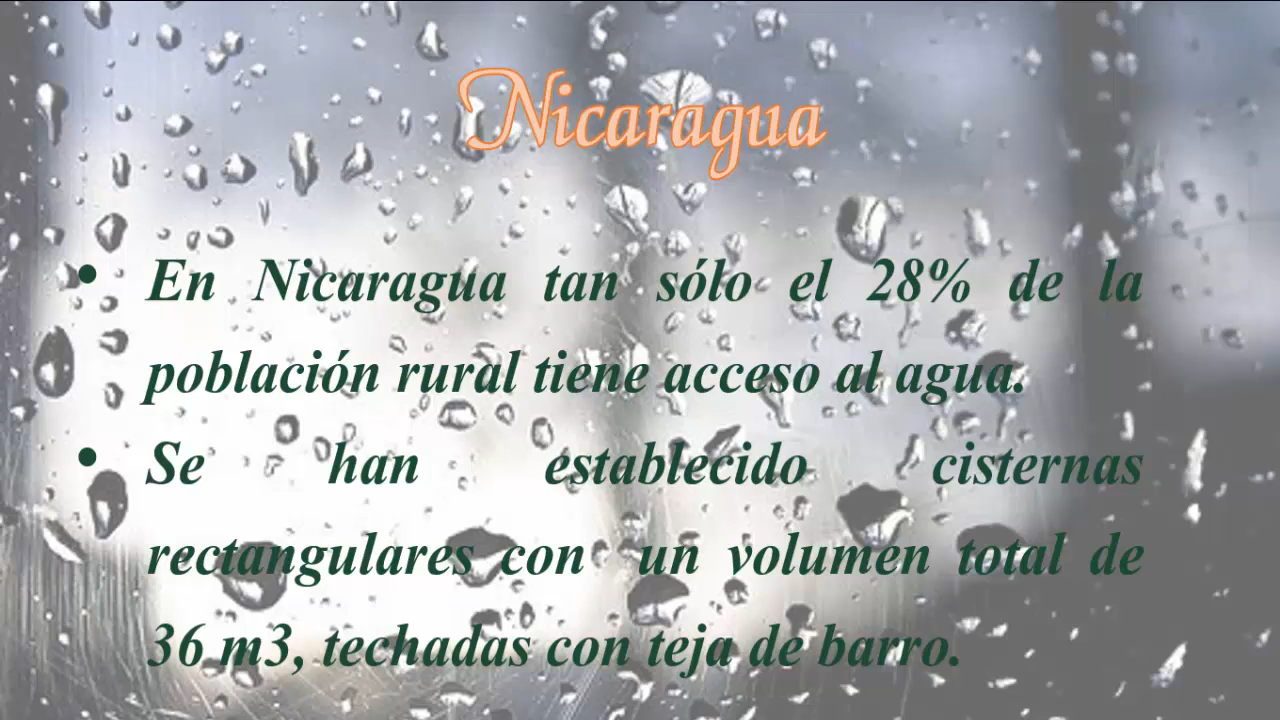 Nicaragua
• En Nicaragua tan sólo el 28% de la
población rural tiene acceso al agua.
• Se han establecido cisternas
rectangulares con un volumen total de
36 m3, techadas con teja de barro.